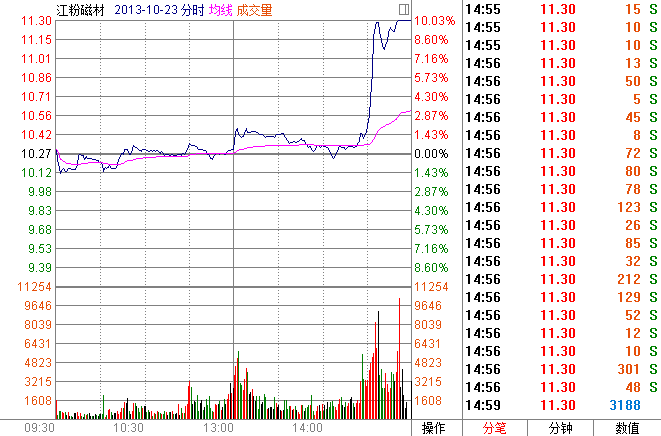 江粉磁材 2013-10-23 分时 均线 成交量
11.30 10.03%
11.15 8.60%
11.01 7.16%
10.86 5.73%
10.71 4.30%
10.56 2.87%
10.42 1.43%
10.27 0.00%
10.12 1.43%
9.98 2.87%
9.83 4.30%
9.68 5.73%
9.53 7.16%
9.39 8.60%
11254 11254
9646 9646
8039 8039
6431 6431
4823 4823
3215 3215
1608 1608
09:30 10:30 13:00 14:00
14:55 11.30 15 S
14:55 11.30 10 S
14:55 11.30 10 S
14:56 11.30 13 S
14:56 11.30 50 S
14:56 11.30 5 S
14:56 11.30 45 S
14:56 11.30 8 S
14:56 11.30 72 S
14:56 11.30 80 S
14:56 11.30 78 S
14:56 11.30 123 S
14:56 11.30 26 S
14:56 11.30 85 S
14:56 11.30 32 S
14:56 11.30 212 S
14:56 11.30 129 S
14:56 11.30 52 S
14:56 11.30 12 S
14:56 11.30 10 S
14:56 11.30 301 S
14:56 11.30 48 S
14:59 11.30 3188
操作 分笔 分钟 数值